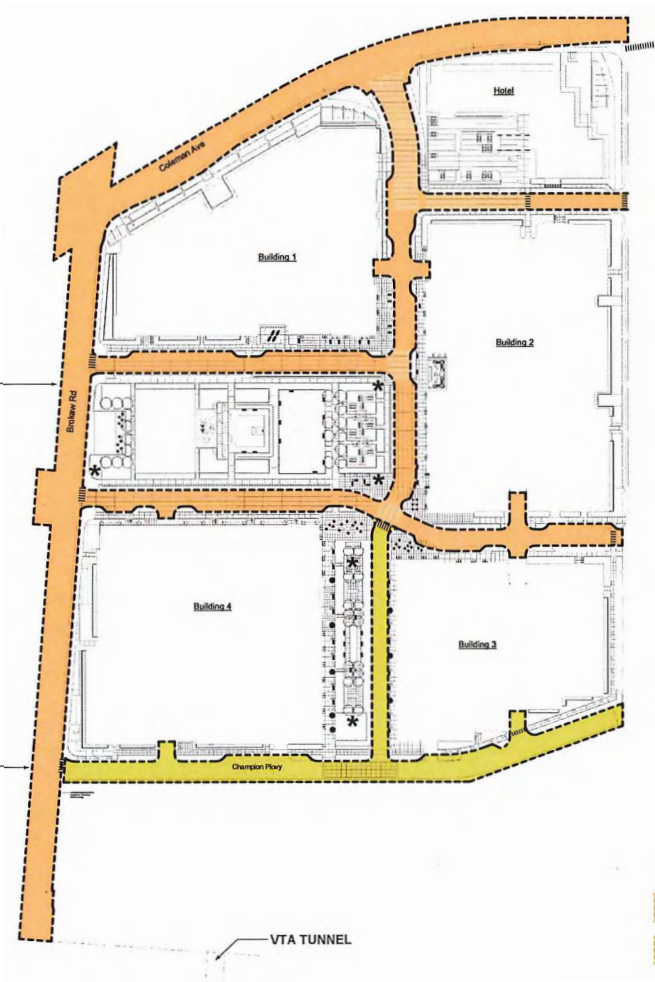 Hotel
Coleman Ave
Building 1
Building 2
Brokaw Rd
Building 4
Building 3
Champion Pkwy
VTA TUNNEL